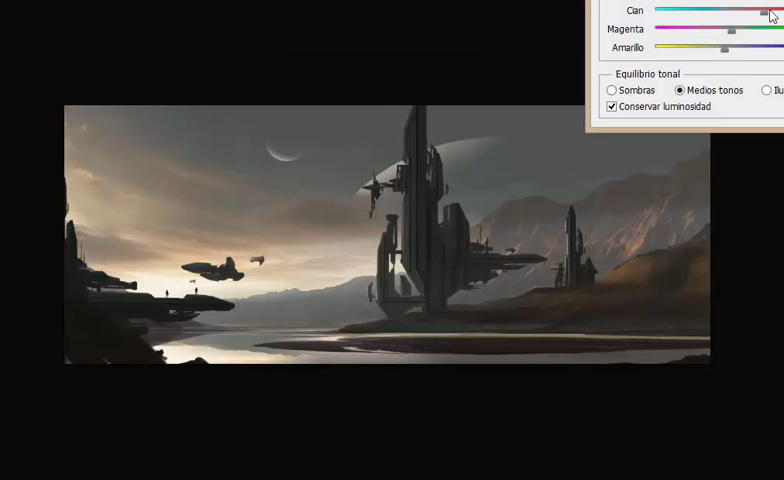 Cian
Magenta
Amarillo
Equilibrio tonal
Sombras Medios tonos
Conservar luminosidad